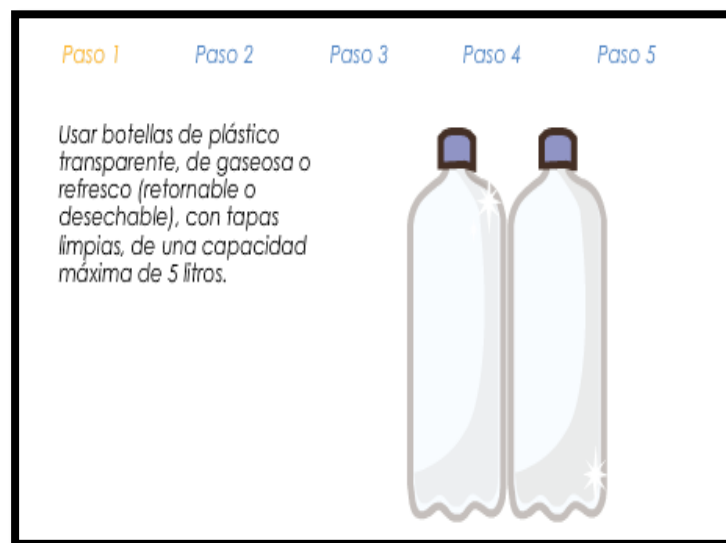 Paso 1 Paso 2 Paso 3 Paso 4 Paso 5
Usar botellas de plástico
transparente, de gaseosa o
refresco (retornable o
desechable), con tapas
limpias, de una capacidad
máxima de 5 litros.